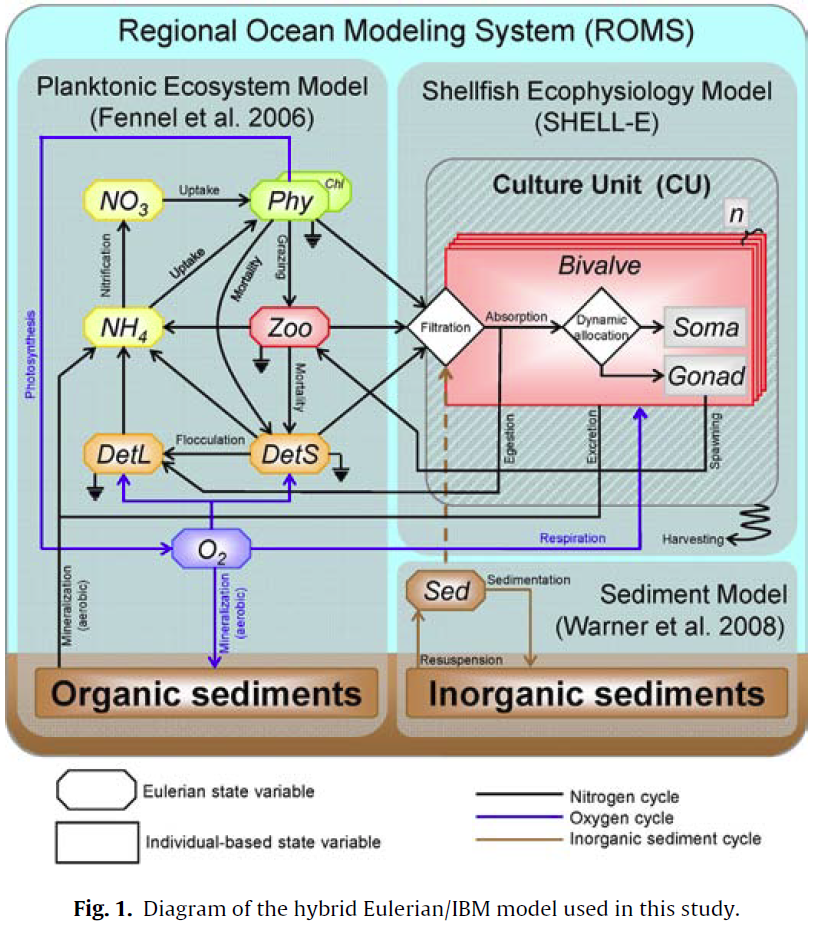 Regional Ocean Modeling System (ROMS)
Planktonic Ecosystem Model
(Fennel et al. 2006)
Shellfish Ecophysiology Model
(SHELL-E)
Culture Unit (CU)
n
Bivalve
NO3
Uptake
Phy
Chl
Nitrification
Uptake
Mortality
Grazing
Photosynthesis
NH4
Zoo
Filtration
Absorption
Dynamic
allocation
Soma
Gonad
Mortality
DetL
Flocculation
DetS
Egestion
Excretion
Spawning
O2
Respiration
Harvesting
Mineralization
(aerobic)
Mineralization
(aerobic)
Sed
Sedimentation
Resuspension
Sediment Model
(Warner et al. 2008)
Organic sediments
Inorganic sediments
Eulerian state variable
Individual-based state variable
Nitrogen cycle
Oxygen cycle
Inorganic sediment cycle
Fig. 1. Diagram of the hybrid Eulerian/IBM model used in this study.